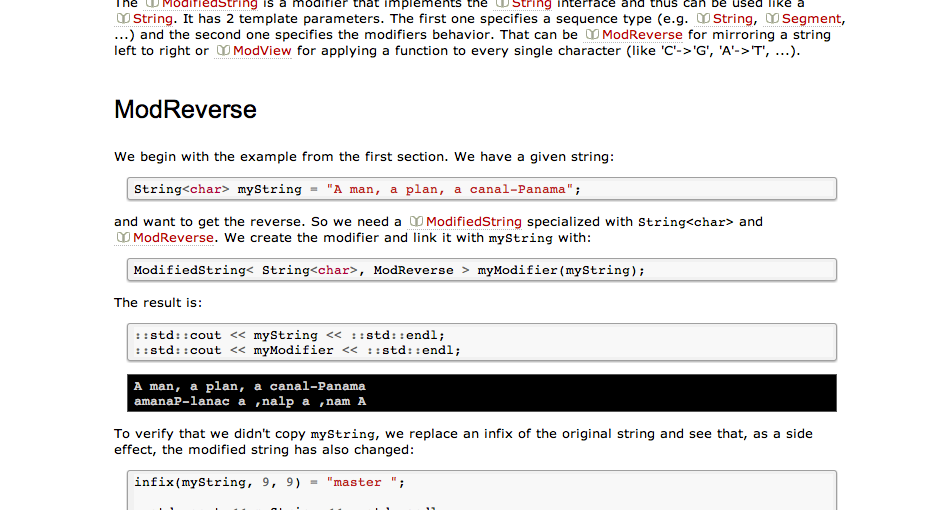 The ModifiedString is a modifier that implements the String interface and thus can be used like a
String. It has 2 template parameters. The first one specifies a sequence type (e.g. String, Segment,
...) and the second one specifies the modifiers behavior. That can be ModReverse for mirroring a string
left to right or ModView for applying a function to every single character (like 'C'->'G', 'A'->'T', ...).
ModReverse
We begin with the example from the first section. We have a given string:
String<char> myString = "A man, a plan, a canal-Panama";
and want to get the reverse. So we need a ModifiedString specialized with String<char> and
ModReverse. We create the modifier and link it with myString with:
ModifiedString< String<char>, ModReverse > myModifier(myString);
The result is:
::std::cout << myString << ::std::endl;
::std::cout << myModifier << ::std::endl;
A man, a plan, a canal-Panama
amanaP-lanac a ,nalp a ,nam A
To verify that we didn't copy myString, we replace an infix of the original string and see that, as a side
effect, the modified string has also changed:
infix(myString, 9, 9) = "master ";